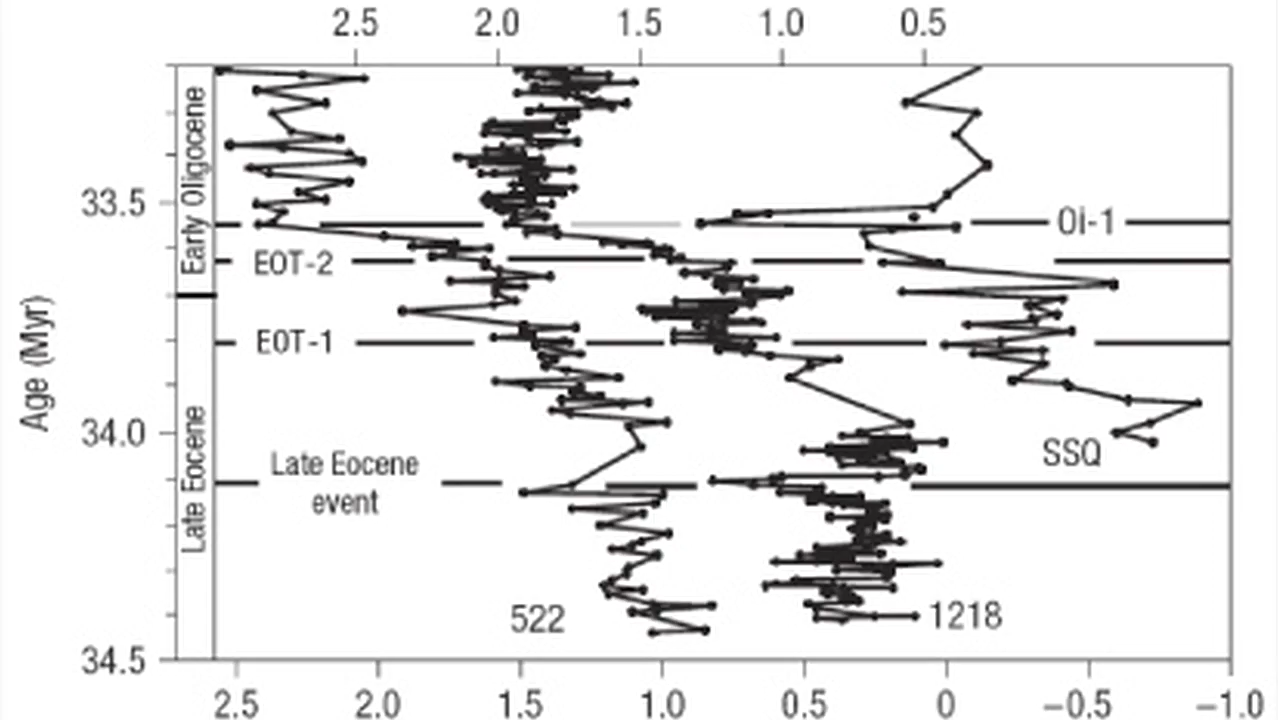 2.5 2.0 1.5 1.0 0.5
Early Oligocene
33.5
Oi-1
EOT-2
EOT-1
Age (Myr)
34.0
Late Eocene
Late Eocene
event
SSQ
522
1218
34.5
2.5 2.0 1.5 1.0 0.5 0 −0.5 −1.0